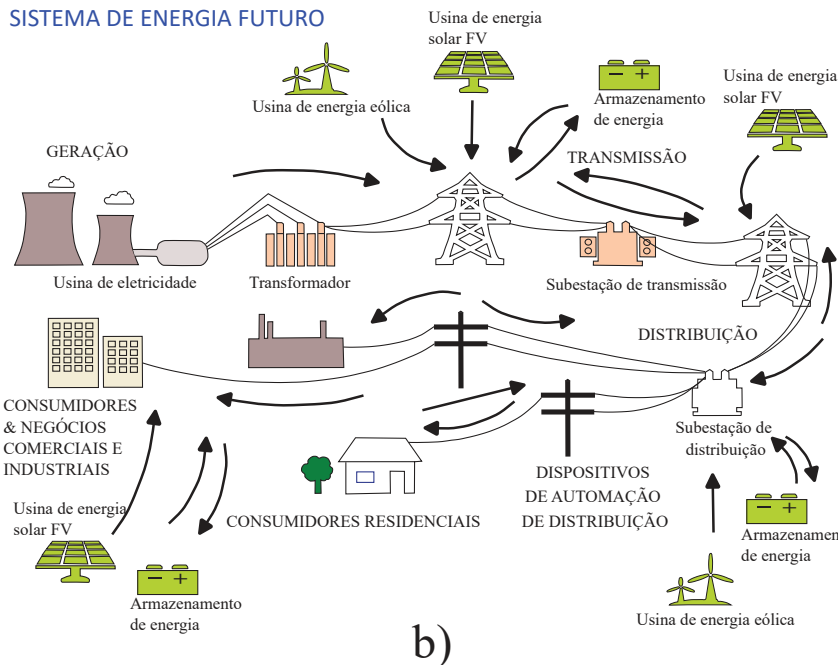 SISTEMA DE ENERGIA FUTURO
Usina de energia
solar FV
Usina de energia eólica
Armazenamento
de energia
Usina de energia
solar FV
GERAÇÃO
TRANSMISSÃO
Usina de eletricidade
Transformador
Subestação de transmissão
DISTRIBUIÇÃO
CONSUMIDORES
& NEGÓCIOS
COMERCIAIS E
INDUSTRIAIS
Subestação de
distribuição
DISPOSITIVOS
DE AUTOMAÇÃO
DE DISTRIBUIÇÃO
CONSUMIDORES RESIDENCIAIS
Usina de energia
solar FV
Armazenamento
de energia
Armazenamen
de energia
Usina de energia eólica
b)